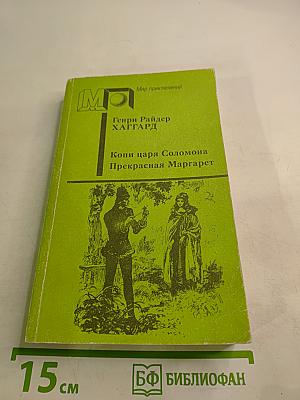 МП
Мир приключений
Генри Райдер
ХАГГАРД
Копи царя Соломона
Прекрасная Маргарет
15 см
БФ БИБЛИОФАН